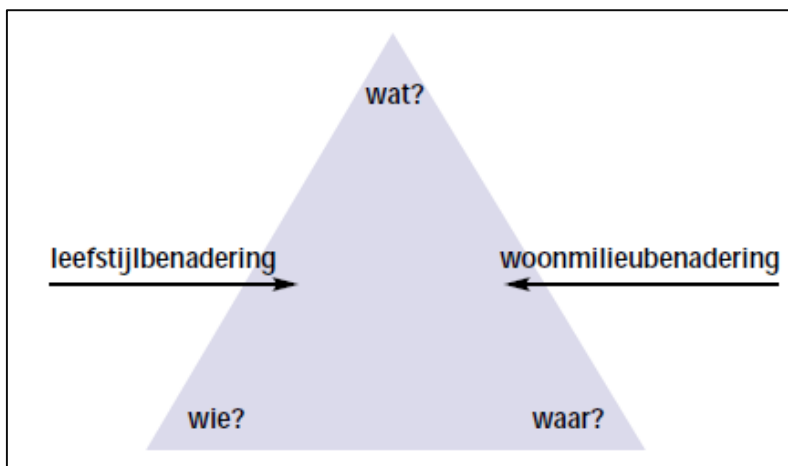 wat?
leefstijlbenadering
woonmilieubenadering
wie?
waar?